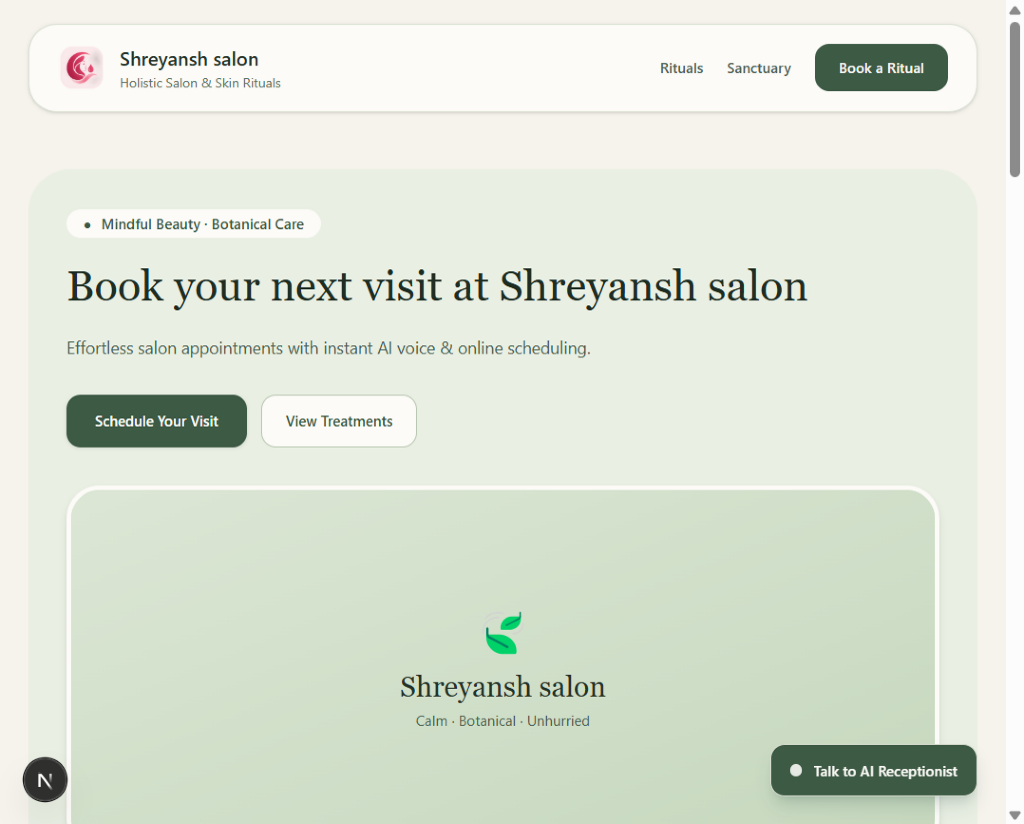 Shreyansh salon
Holistic Salon & Skin Rituals
Rituals
Sanctuary
Book a Ritual
Mindful Beauty · Botanical Care
Book your next visit at Shreyansh salon
Effortless salon appointments with instant AI voice & online scheduling.
Schedule Your Visit
View Treatments
Shreyansh salon
Calm · Botanical · Unhurried
N
Talk to AI Receptionist